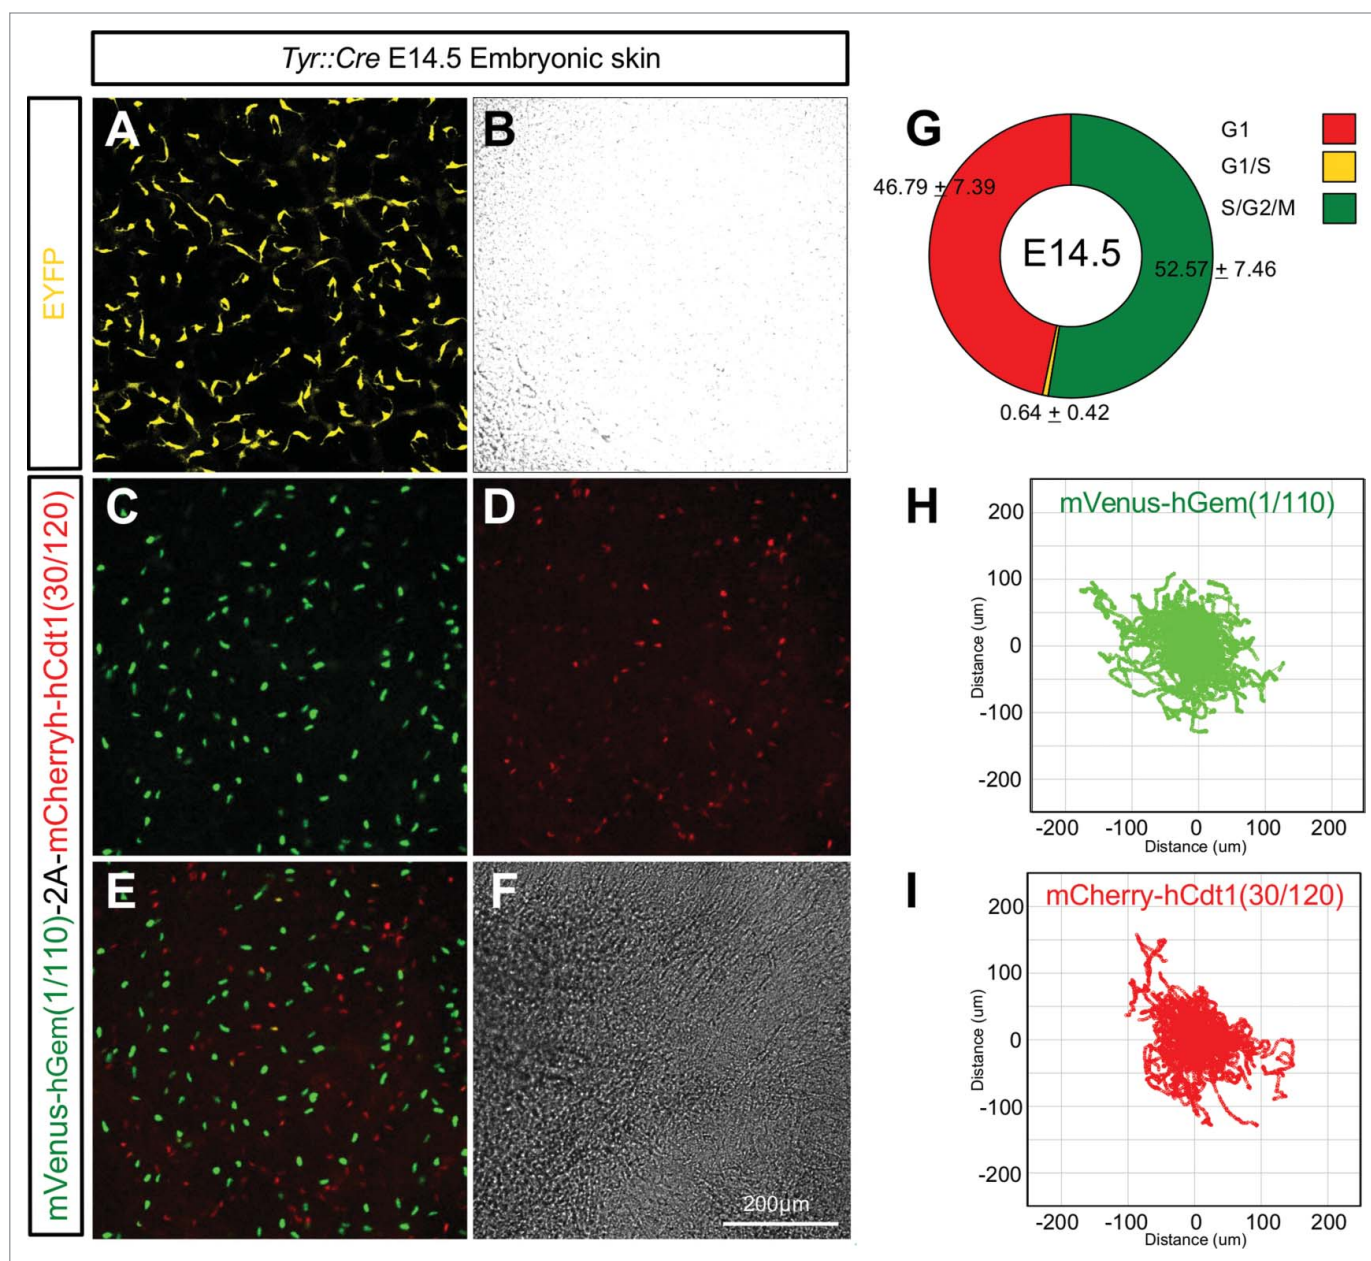 Tyr::Cre E14.5 Embryonic skin
EYFP
A
B
mVenus-hGem(1/110)-2A-mCherryh-hCdt1(30/120)
C
D
E
F
200µm
G
G1
G1/S
S/G2/M
46.79 ± 7.39
E14.5
52.57 ± 7.46
0.64 ± 0.42
H
mVenus-hGem(1/110)
200
100
0
-100
-200
Distance (um)
-200 -100 0 100 200
Distance (um)
I
mCherry-hCdt1(30/120)
200
100
0
-100
-200
Distance (um)
-200 -100 0 100 200
Distance (um)